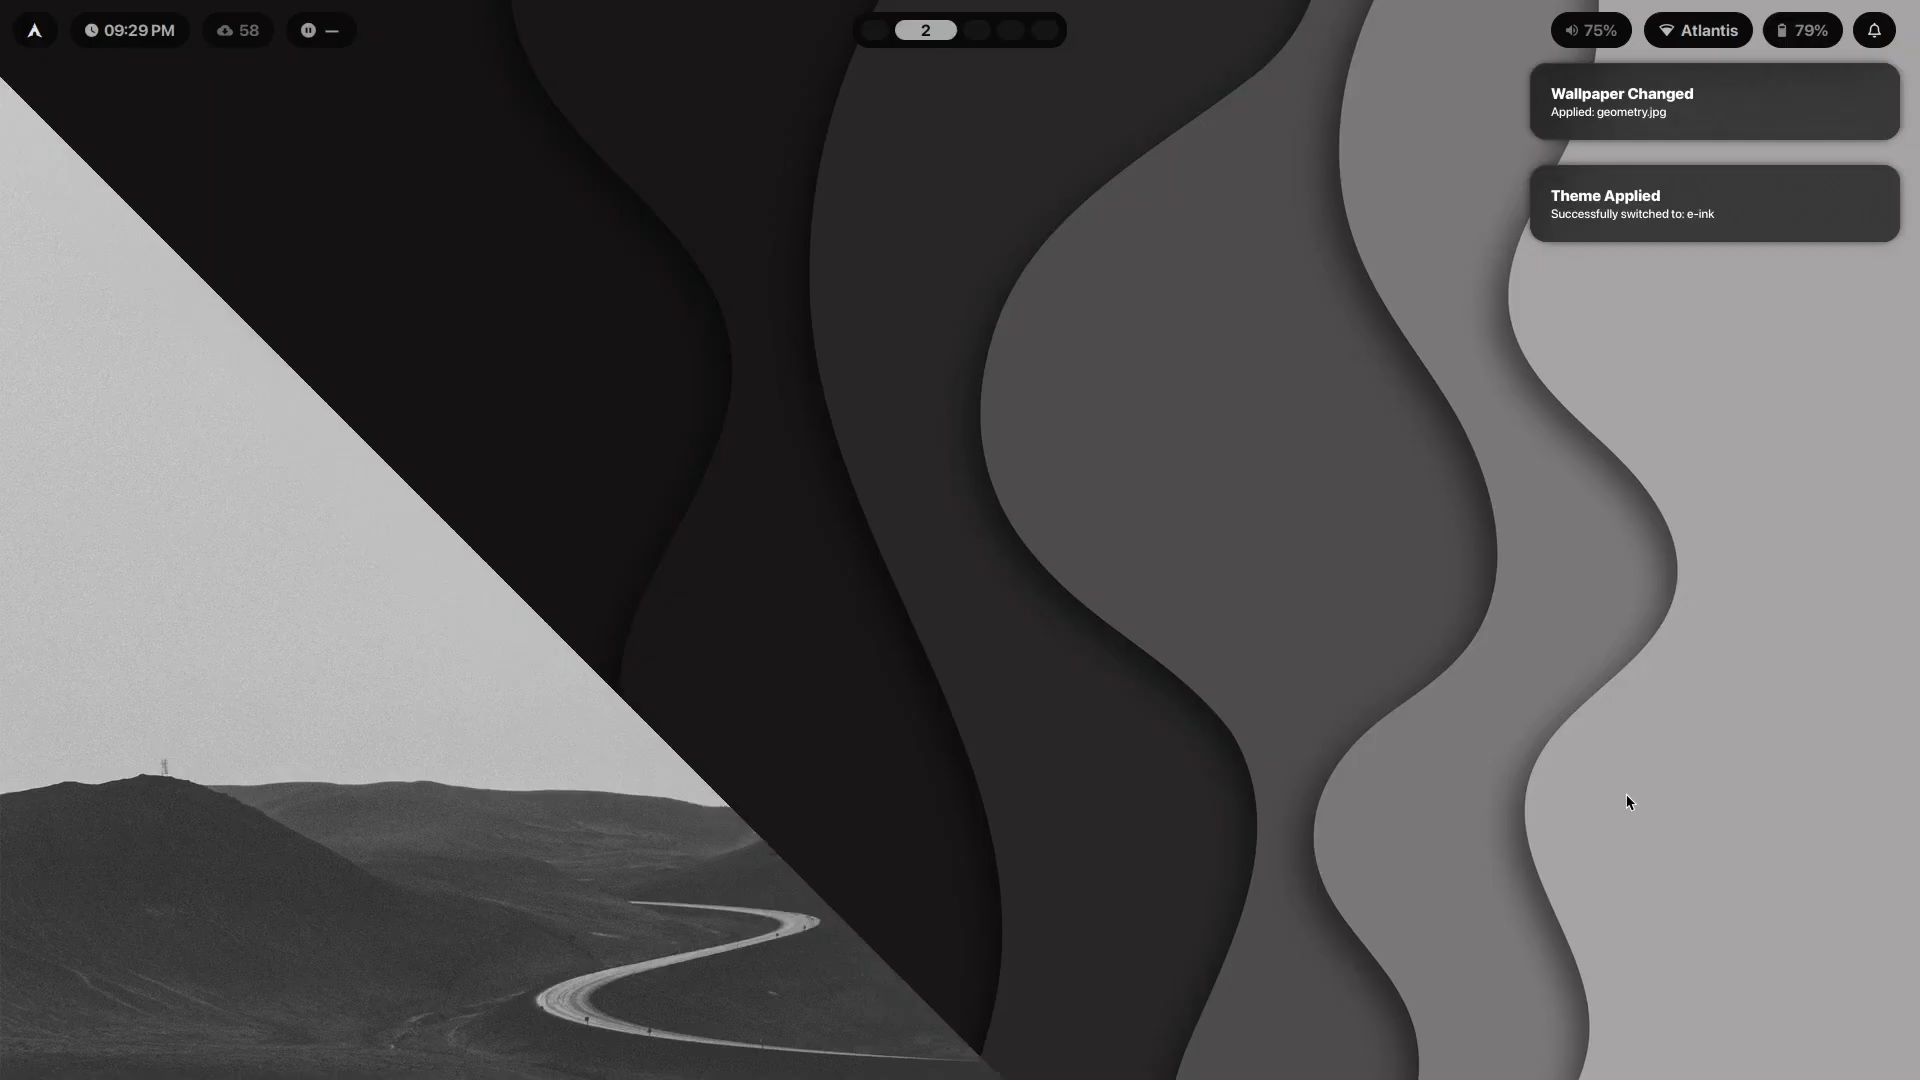 09:29 PM
58
—
2
75%
Atlantis
79%
Wallpaper Changed
Applied: geometry.jpg
Theme Applied
Successfully switched to: e-ink